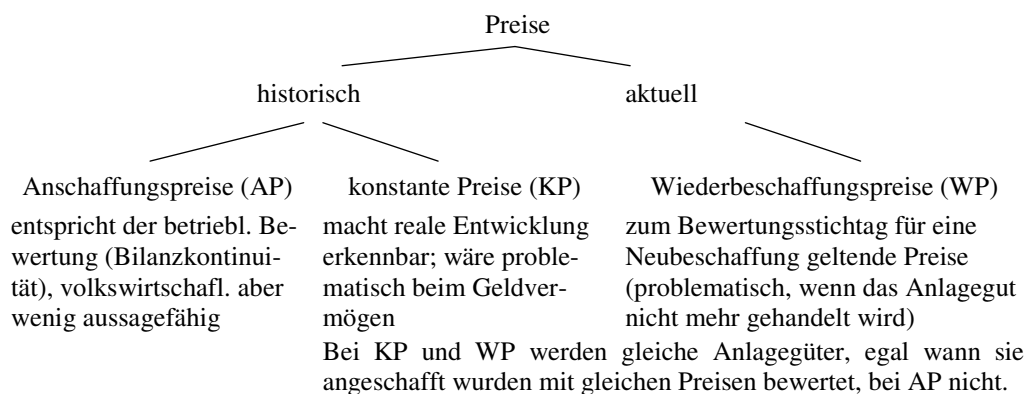 Preise
historisch
aktuell
Anschaffungspreise (AP)
entspricht der betriebl. Be-
wertung (Bilanzkontinui-
tät), volkswirtschafl. aber
wenig aussagefähig
konstante Preise (KP)
macht reale Entwicklung
erkennbar; wäre proble-
matisch beim Geldver-
mögen
Wiederbeschaffungspreise (WP)
zum Bewertungsstichtag für eine
Neubeschaffung geltende Preise
(problematisch, wenn das Anlagegut
nicht mehr gehandelt wird)
Bei KP und WP werden gleiche Anlagegüter, egal wann sie
angeschafft wurden mit gleichen Preisen bewertet, bei AP nicht.